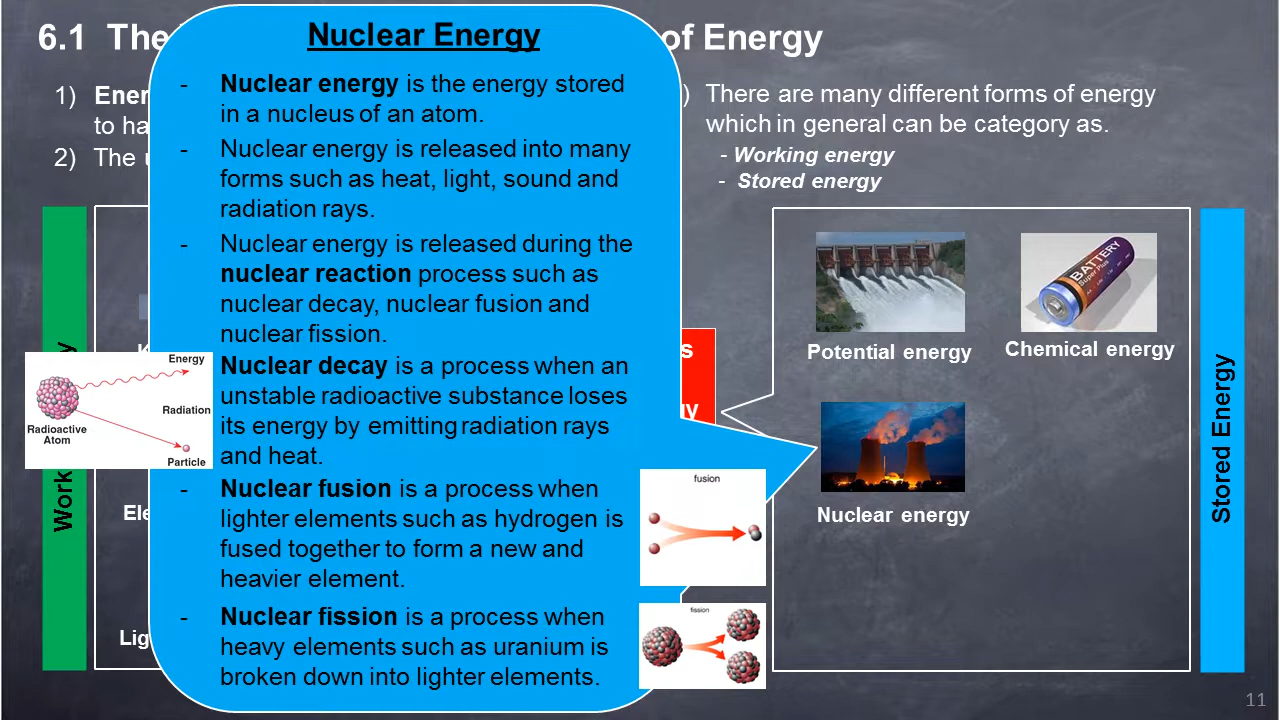 6.1 The
of Energy
Nuclear Energy
1) Ener
to ha
2) The u
- Nuclear energy is the energy stored
in a nucleus of an atom.
- Nuclear energy is released into many
forms such as heat, light, sound and
radiation rays.
- Nuclear energy is released during the
nuclear reaction process such as
nuclear decay, nuclear fusion and
nuclear fission.
Nuclear decay is a process when an
unstable radioactive substance loses
its energy by emitting radiation rays
and heat.
- Nuclear fusion is a process when
lighter elements such as hydrogen is
fused together to form a new and
heavier element.
- Nuclear fission is a process when
heavy elements such as uranium is
broken down into lighter elements.
) There are many different forms of energy
which in general can be category as.
- Working energy
- Stored energy
Work
y
K
Energy
Radiation
Radioactive
Atom
Particle
Ele
Lig
s
gy
fusion
fission
BATTERY
Super Plus
Potential energy
Chemical energy
Nuclear energy
Stored Energy
11